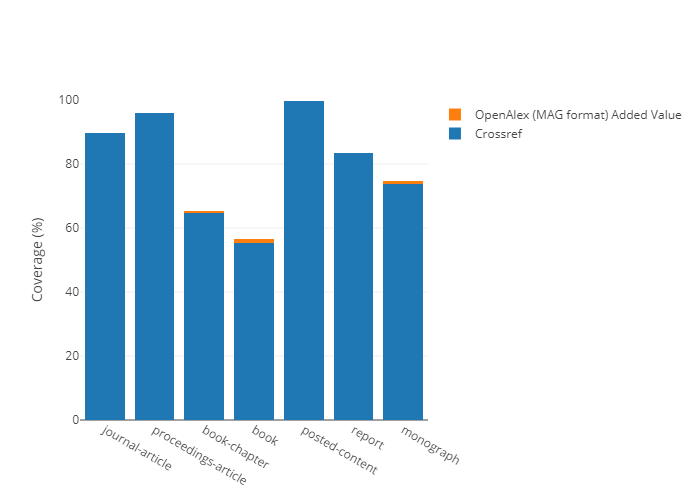 100
80
60
40
20
0
Coverage (%)
journal-article
proceedings-article
book-chapter
book
posted-content
report
monograph
OpenAlex (MAG format) Added Value
Crossref